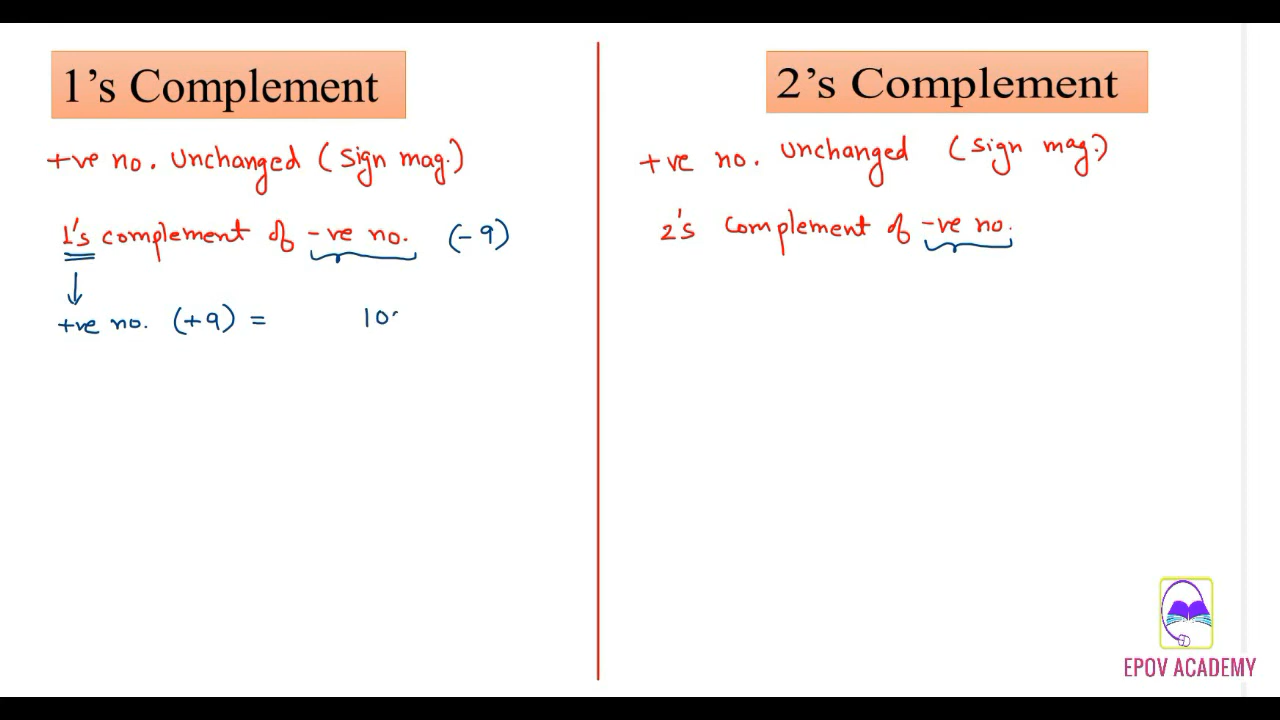 1's Complement
+ve no. Unchanged (sign mag.)
1's complement of -ve no. (-9)
+ve no. (+9) = 10
2's Complement
+ve no. Unchanged (sign mag.)
2's complement of -ve no.
EPOV ACADEMY